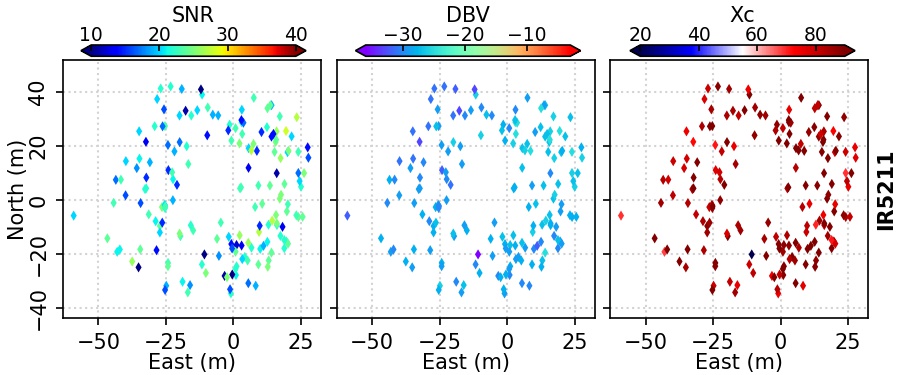 SNR DBV Xc
10 20 30 40 −30 −20 −10 20 40 60 80
40
20
0
−20
−40
North (m)
−50 −25 0 25 −50 −25 0 25 −50 −25 0 25
East (m) East (m) East (m)
IR5211